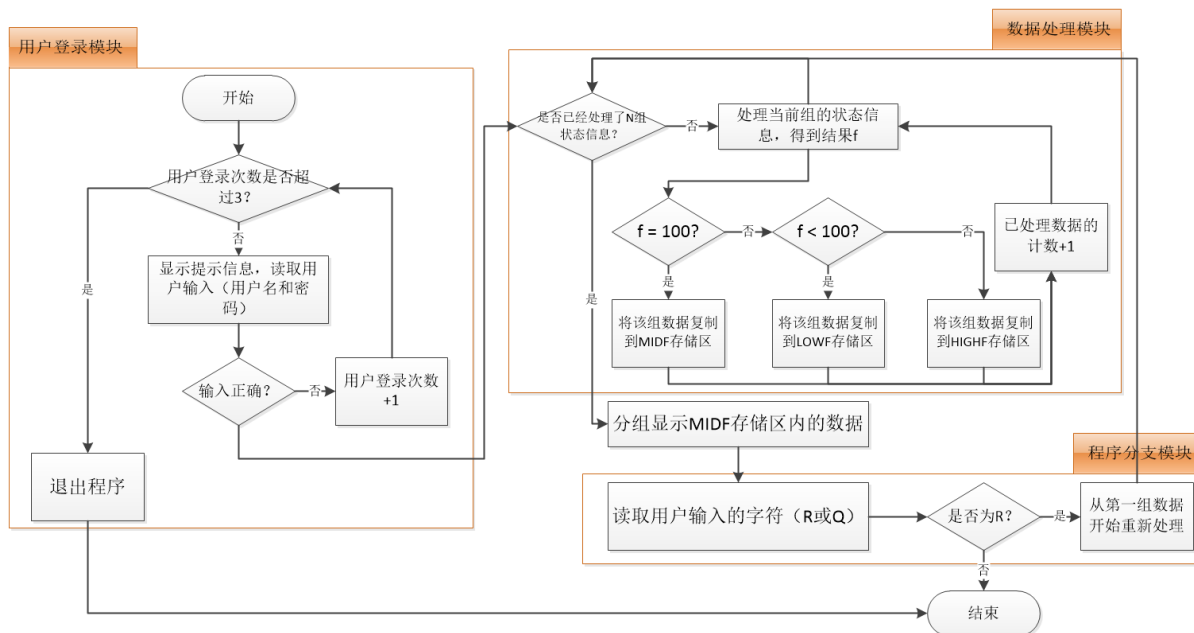 用户登录模块
开始
用户登录次数是否超
过3？
否
是
显示提示信息，读取用
户输入（用户名和密
码）
输入正确？
否
用户登录次数
+1
退出程序
数据处理模块
是否已经处理了N组
状态信息？
否
处理当前组的状态信
息，得到结果f
f = 100?
否
f < 100?
否
已处理数据的
计数+1
是
是
是
将该组数据复制
到MIDF存储区
将该组数据复制
到LOWF存储区
将该组数据复制
到HIGHF存储区
分组显示MIDF存储区内的数据
程序分支模块
读取用户输入的字符（R或Q）
是否为R？
是
从第一组数据
开始重新处理
否
结束